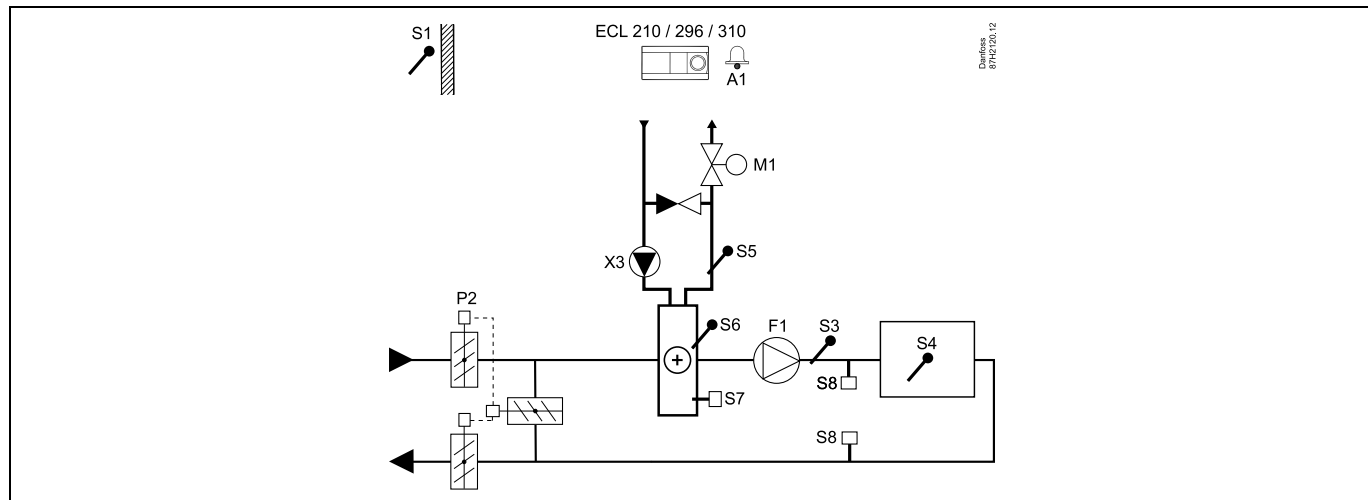 S1
ECL 210 / 296 / 310
A1
Danfoss
87H2120.12
M1
S5
X3
P2
S6
F1
S3
S4
S8
S7
S8